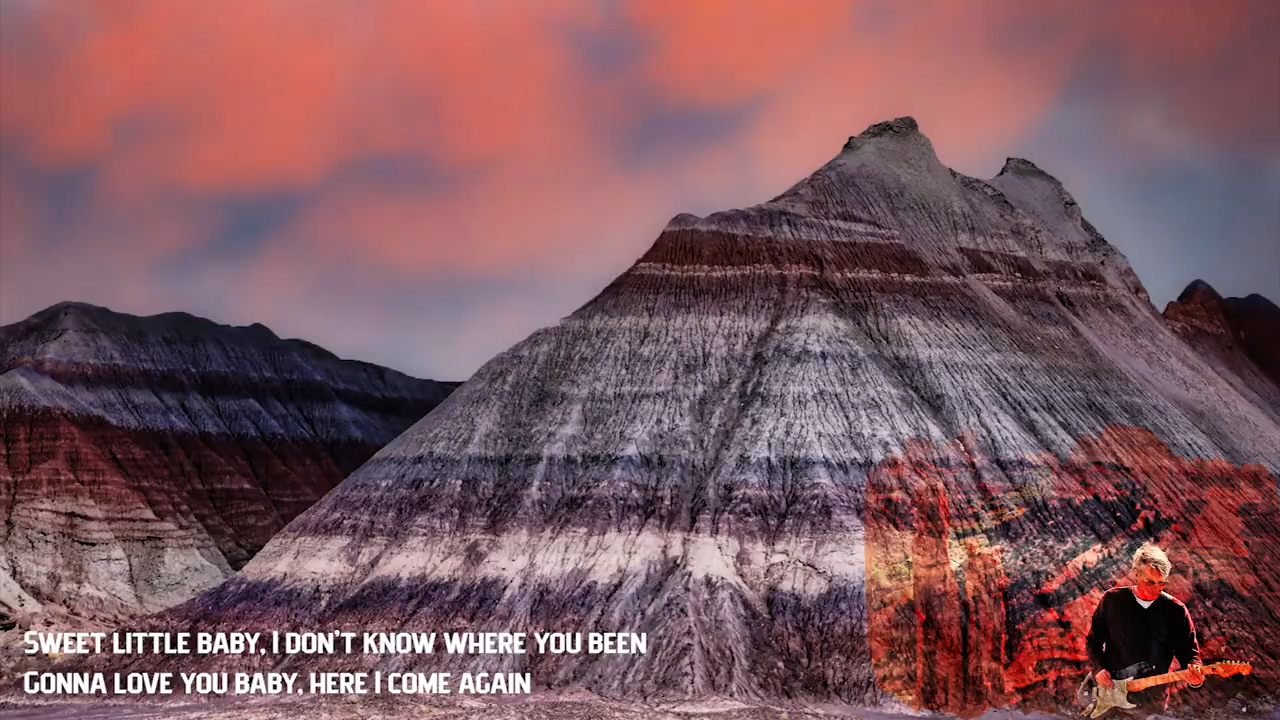 Sweet little baby, I don't know where you been
Gonna love you baby, here I come again